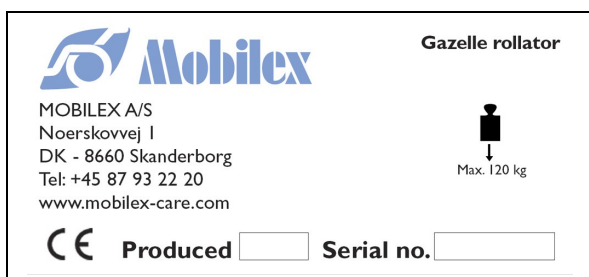 Mobilex
Gazelle rollator
MOBILEX A/S
Noerskovvej 1
DK - 8660 Skanderborg
Tel: +45 87 93 22 20
www.mobilex-care.com
Max. 120 kg
CE Produced Serial no.